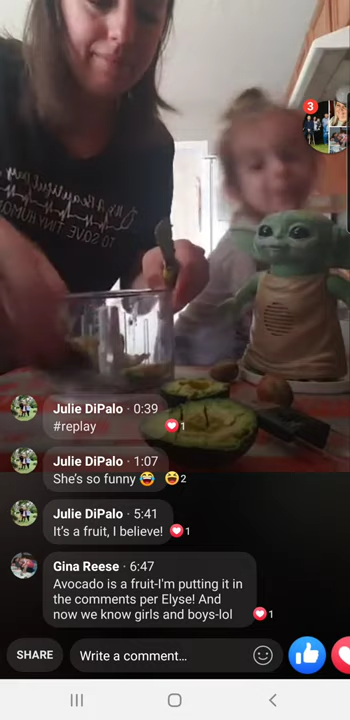 3
Julie DiPalo · 0:39
#replay
1
Julie DiPalo · 1:07
She's so funny 😂
2
Julie DiPalo · 5:41
It's a fruit, I believe!
1
Gina Reese · 6:47
Avocado is a fruit-I'm putting it in
the comments per Elyse! And
now we know girls and boys-lol
1
SHARE
Write a comment...